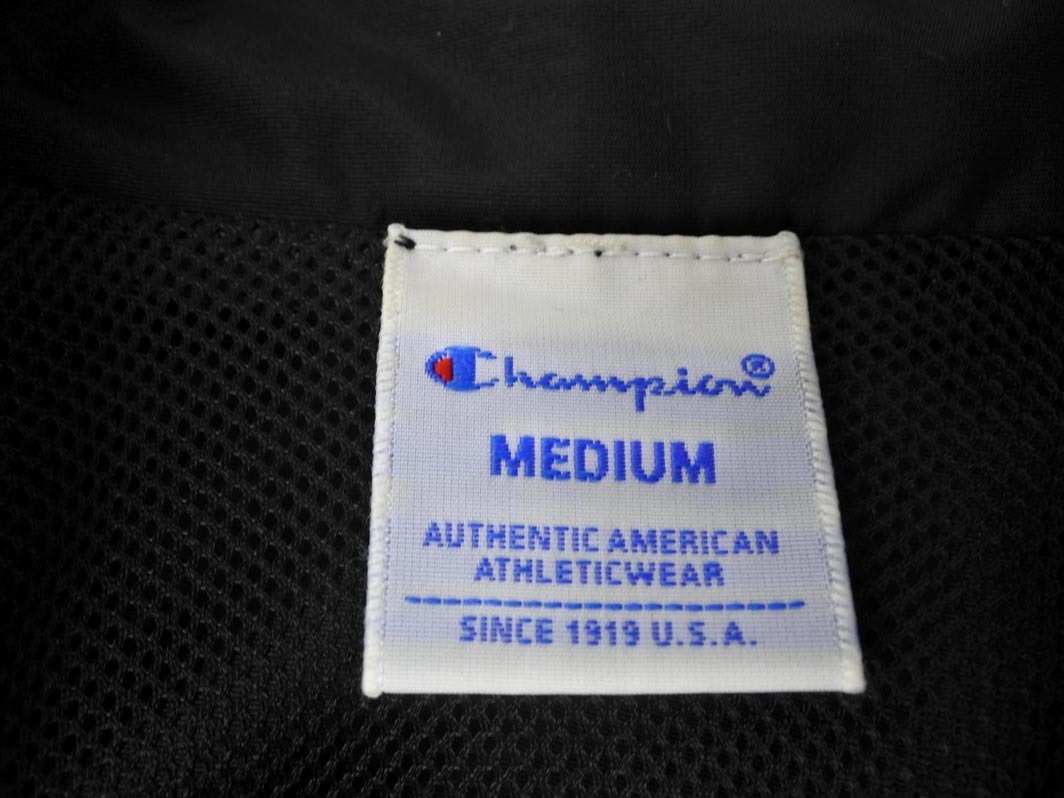 Champion®
MEDIUM
AUTHENTIC AMERICAN
ATHLETICWEAR
SINCE 1919 U.S.A.